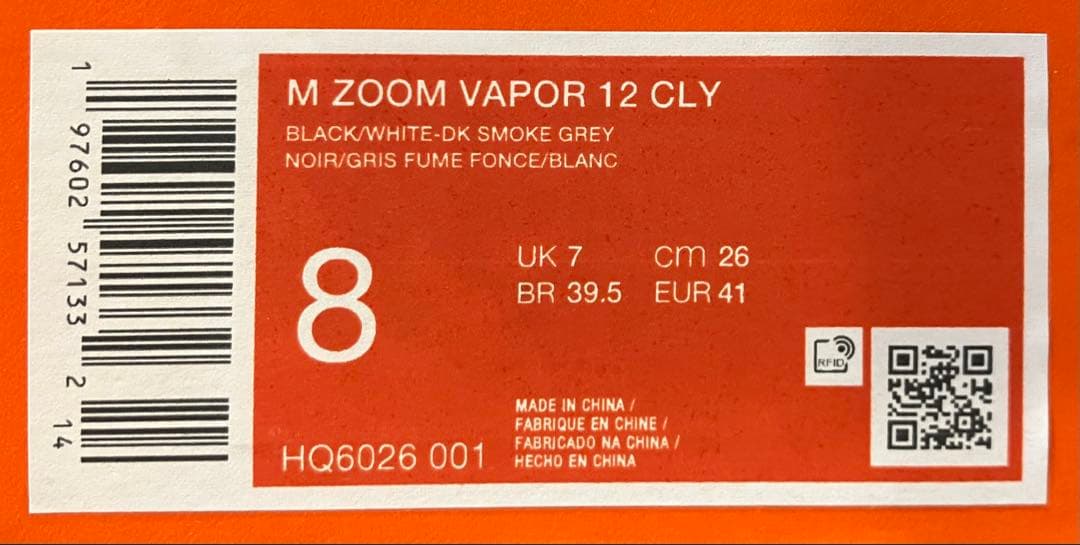 1 97602 57133 2 14
M ZOOM VAPOR 12 CLY
BLACK/WHITE-DK SMOKE GREY
NOIR/GRIS FUME FONCE/BLANC
8
UK 7 cm 26
BR 39.5 EUR 41
RFID
MADE IN CHINA /
FABRIQUE EN CHINE /
FABRICADO NA CHINA /
HECHO EN CHINA
HQ6026 001